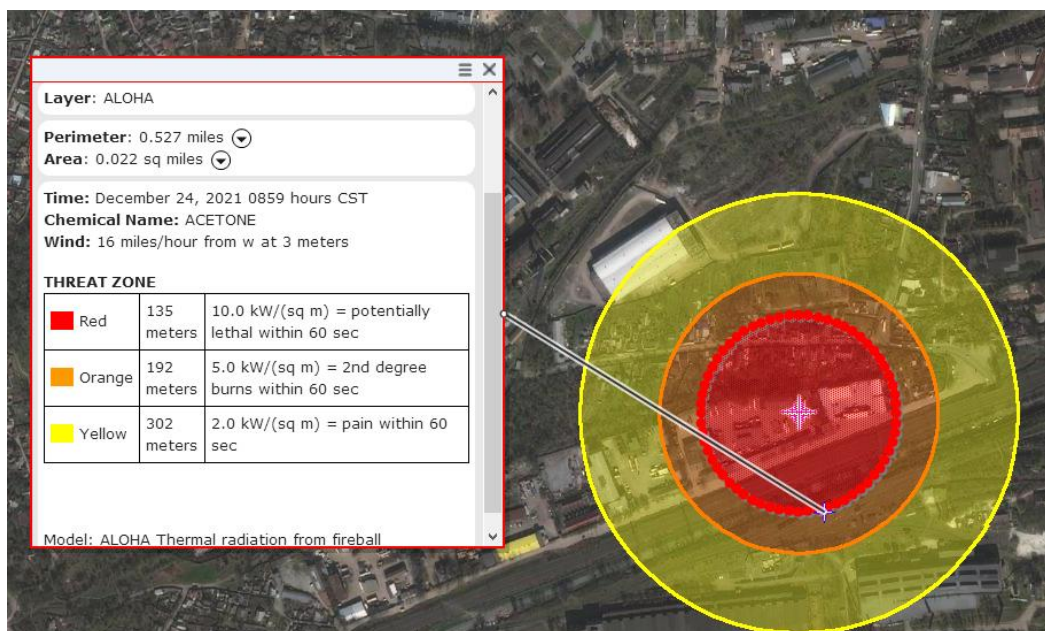 Layer: ALOHA
Perimeter: 0.527 miles
Area: 0.022 sq miles
Time: December 24, 2021 0859 hours CST
Chemical Name: ACETONE
Wind: 16 miles/hour from w at 3 meters
THREAT ZONE
Red 135 meters 10.0 kW/(sq m) = potentially
lethal within 60 sec
Orange 192 meters 5.0 kW/(sq m) = 2nd degree
burns within 60 sec
Yellow 302 meters 2.0 kW/(sq m) = pain within 60
sec
Model: ALOHA Thermal radiation from fireball